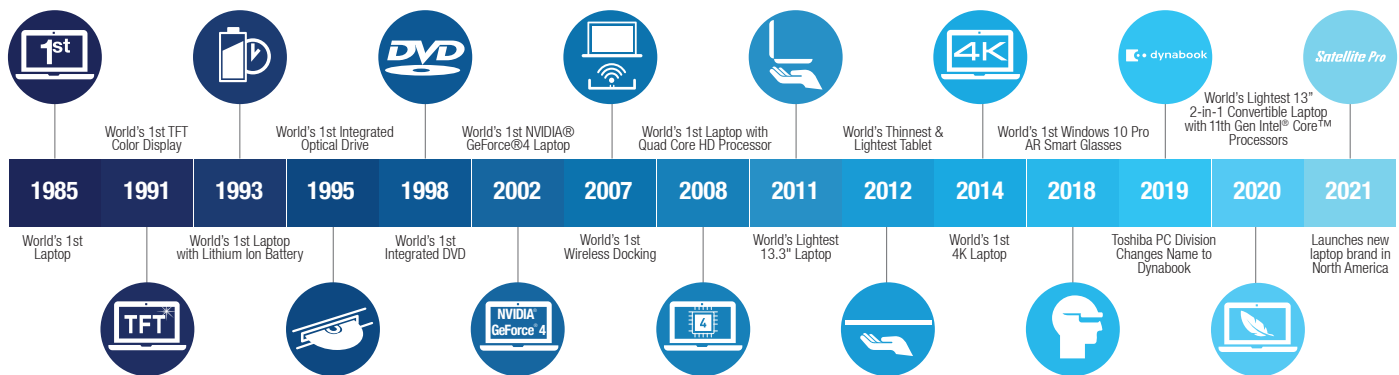 1st
DVD
4K
dynabook
Satellite Pro
World's 1st TFT
Color Display
World's 1st Integrated
Optical Drive
World's 1st NVIDIA®
GeForce®4 Laptop
World's 1st Laptop with
Quad Core HD Processor
World's Thinnest &
Lightest Tablet
World's 1st Windows 10 Pro
AR Smart Glasses
World's Lightest 13"
2-in-1 Convertible Laptop
with 11th Gen Intel® Core™
Processors
1985 1991 1993 1995 1998 2002 2007 2008 2011 2012 2014 2018 2019 2020 2021
World's 1st
Laptop
World's 1st Laptop
with Lithium Ion Battery
World's 1st
Integrated DVD
World's 1st
Wireless Docking
World's Lightest
13.3" Laptop
World's 1st
4K Laptop
Toshiba PC Division
Changes Name to
Dynabook
Launches new
laptop brand in
North America
TFT
NVIDIA®
GeForce® 4
4